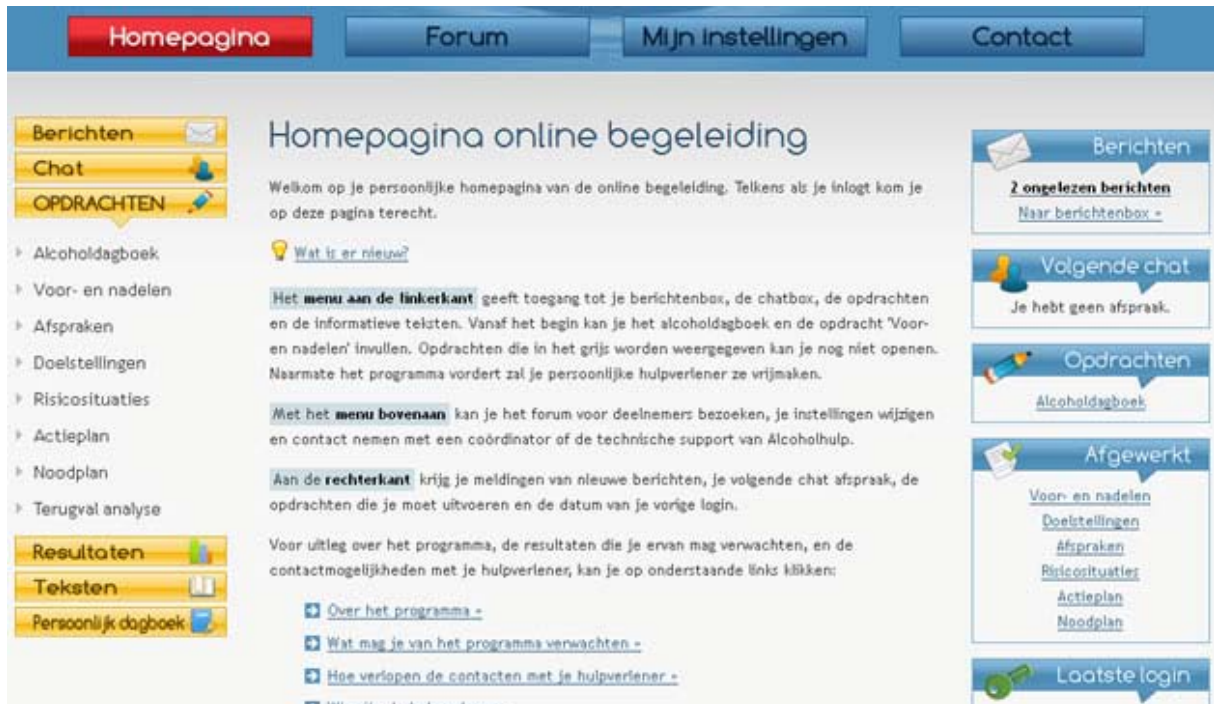 Homepagina
Forum
Mijn instellingen
Contact
Berichten
Chat
OPDRACHTEN
Alcoholdagboek
Voor- en nadelen
Afspraken
Doelstellingen
Risicosituaties
Actieplan
Noodplan
Terugval analyse
Resultaten
Teksten
Persoonlijk dagboek
Homepagina online begeleiding
Welkom op je persoonlijke homepagina van de online begeleiding. Telkens als je inlogt kom je
op deze pagina terecht.
Wat is er nieuw?
Het menu aan de linkerkant geeft toegang tot je berichtenbox, de chatbox, de opdrachten
en de informatieve teksten. Vanaf het begin kan je het alcoholdagboek en de opdracht 'Voor-
en nadelen' invullen. Opdrachten die in het grijs worden weergegeven kan je nog niet openen.
Naarmate het programma vordert zal je persoonlijke hulpverlener ze vrijmaken.
Met het menu bovenaan kan je het forum voor deelnemers bezoeken, je instellingen wijzigen
en contact nemen met een coördinator of de technische support van Alcoholhulp.
Aan de rechterkant krijg je meldingen van nieuwe berichten, je volgende chat afspraak, de
opdrachten die je moet uitvoeren en de datum van je vorige login.
Voor uitleg over het programma, de resultaten die je ervan mag verwachten, en de
contactmogelijkheden met je hulpverlener, kan je op onderstaande links klikken:
Over het programma »
Wat mag je van het programma verwachten »
Hoe verlopen de contacten met je hulpverlener »
Berichten
2 ongelezen berichten
Naar berichtenbox »
Volgende chat
Je hebt geen afspraak.
Opdrachten
Alcoholdagboek
Afgewerkt
Voor- en nadelen
Doelstellingen
Afspraken
Risicosituaties
Actieplan
Noodplan
Laatste login